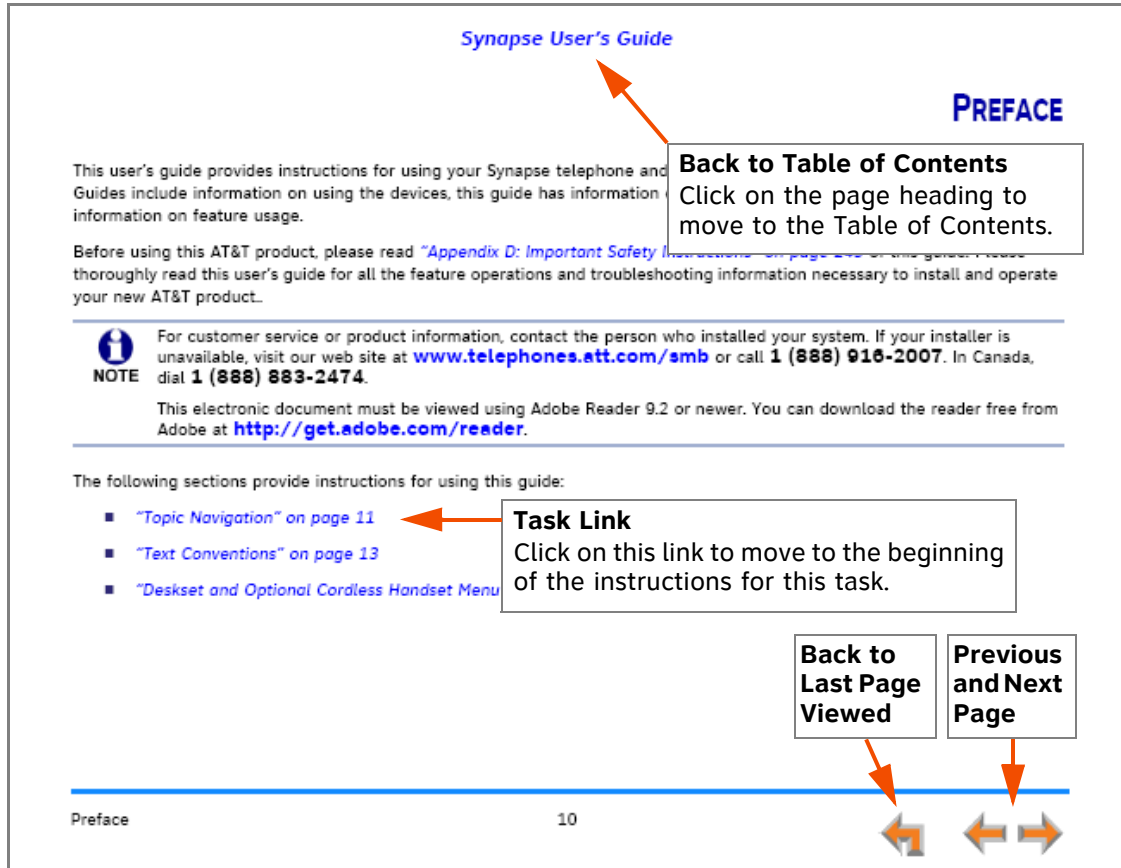 Synapse User's Guide
PREFACE
This user's guide provides instructions for using your Synapse telephone and
Guides include information on using the devices, this guide has information
information on feature usage.
Back to Table of Contents
Click on the page heading to
move to the Table of Contents.
Before using this AT&T product, please read "Appendix D: Important Safety Instructions" on page of this guide. Please
thoroughly read this user's guide for all the feature operations and troubleshooting information necessary to install and operate
your new AT&T product..
NOTE
For customer service or product information, contact the person who installed your system. If your installer is
unavailable, visit our web site at www.telephones.att.com/smb or call 1 (888) 916-2007. In Canada,
dial 1 (888) 883-2474.
This electronic document must be viewed using Adobe Reader 9.2 or newer. You can download the reader free from
Adobe at http://get.adobe.com/reader.
The following sections provide instructions for using this guide:
"Topic Navigation" on page 11
"Text Conventions" on page 13
"Deskset and Optional Cordless Handset Menu
Task Link
Click on this link to move to the beginning
of the instructions for this task.
Back to
Last Page
Viewed
Previous
and Next
Page
Preface
10